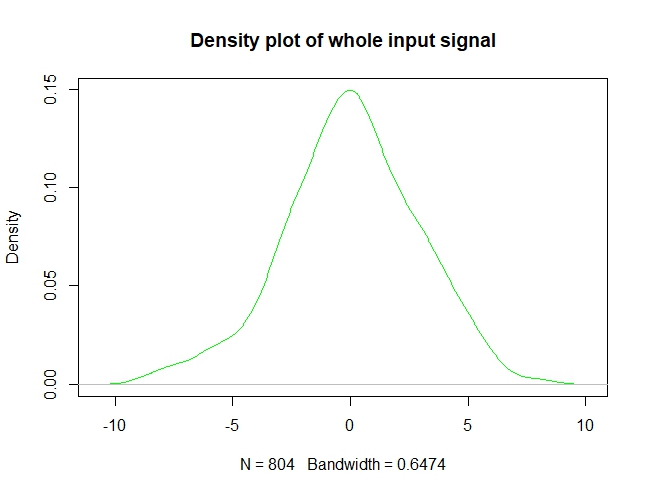 Density plot of whole input signal
Density
0.15
0.10
0.05
0.00
-10 -5 0 5 10
N = 804 Bandwidth = 0.6474